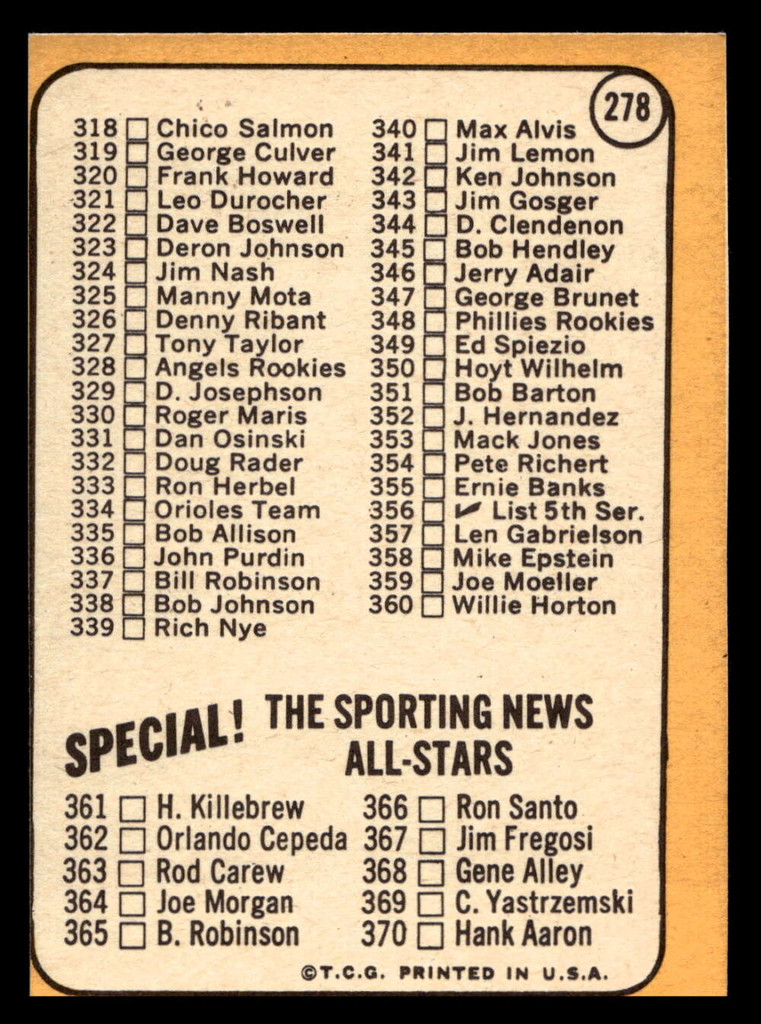 278
318 Chico Salmon
319 George Culver
320 Frank Howard
321 Leo Durocher
322 Dave Boswell
323 Deron Johnson
324 Jim Nash
325 Manny Mota
326 Denny Ribant
327 Tony Taylor
328 Angels Rookies
329 D. Josephson
330 Roger Maris
331 Dan Osinski
332 Doug Rader
333 Ron Herbel
334 Orioles Team
335 Bob Allison
336 John Purdin
337 Bill Robinson
338 Bob Johnson
339 Rich Nye
340 Max Alvis
341 Jim Lemon
342 Ken Johnson
343 Jim Gosger
344 D. Clendenon
345 Bob Hendley
346 Jerry Adair
347 George Brunet
348 Phillies Rookies
349 Ed Spiezio
350 Hoyt Wilhelm
351 Bob Barton
352 J. Hernandez
353 Mack Jones
354 Pete Richert
355 Ernie Banks
356 ✔ List 5th Ser.
357 Len Gabrielson
358 Mike Epstein
359 Joe Moeller
360 Willie Horton
SPECIAL! THE SPORTING NEWS
ALL-STARS
361 H. Killebrew
362 Orlando Cepeda
363 Rod Carew
364 Joe Morgan
365 B. Robinson
366 Ron Santo
367 Jim Fregosi
368 Gene Alley
369 C. Yastrzemski
370 Hank Aaron
©T.C.G. PRINTED IN U.S.A.